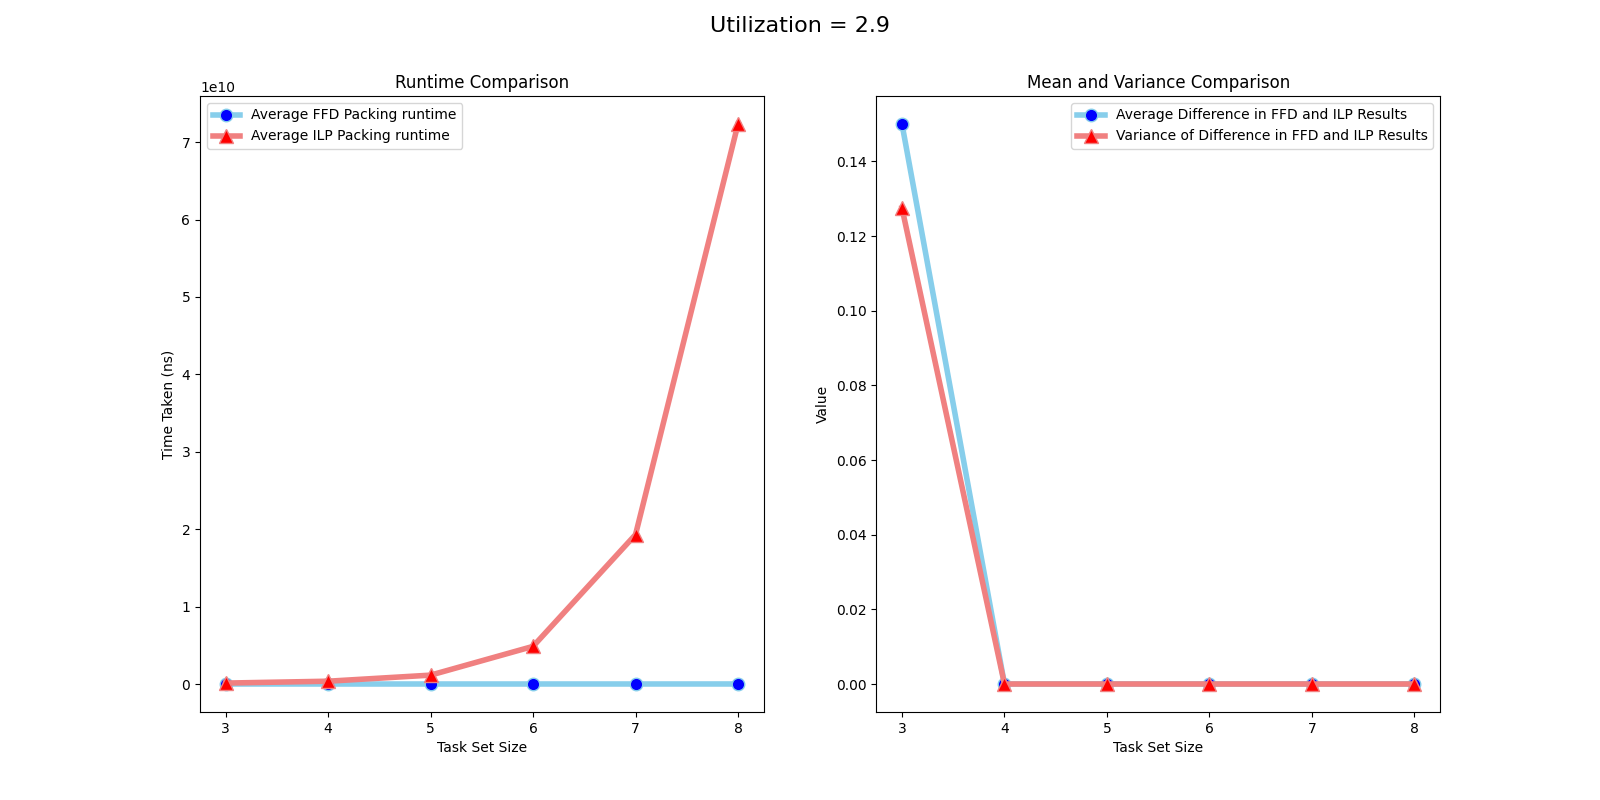 Utilization = 2.9
Runtime Comparison
1e10
Average FFD Packing runtime
Average ILP Packing runtime
7
6
5
4
3
2
1
0
Time Taken (ns)
3 4 5 6 7 8
Task Set Size
Mean and Variance Comparison
Average Difference in FFD and ILP Results
Variance of Difference in FFD and ILP Results
0.14
0.12
0.10
0.08
0.06
0.04
0.02
0.00
Value
3 4 5 6 7 8
Task Set Size